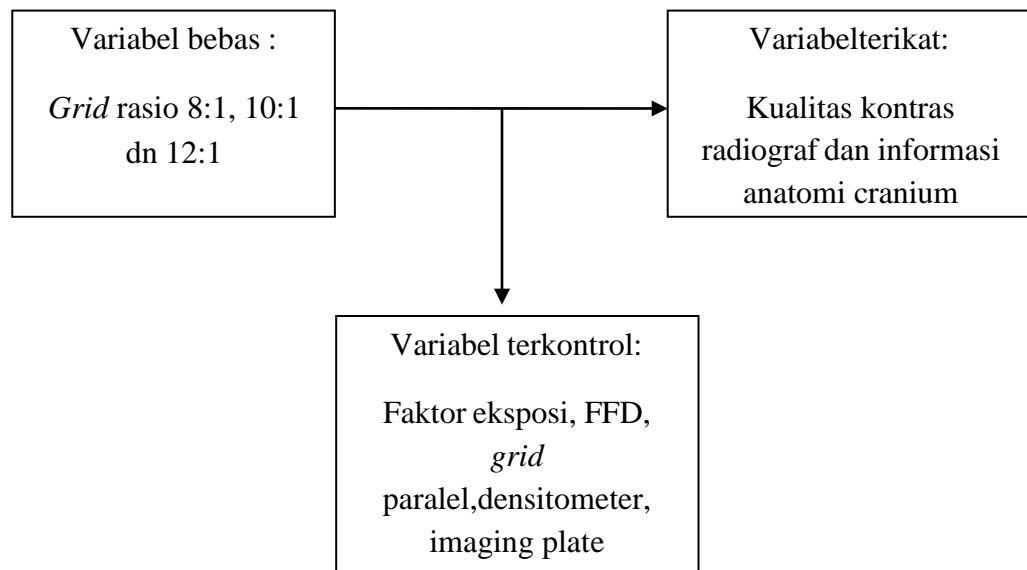 Variabel bebas :
Grid rasio 8:1, 10:1
dn 12:1
Variabelterikat:
Kualitas kontras
radiograf dan informasi
anatomi cranium
Variabel terkontrol:
Faktor eksposi, FFD,
grid
paralel,densitometer,
imaging plate